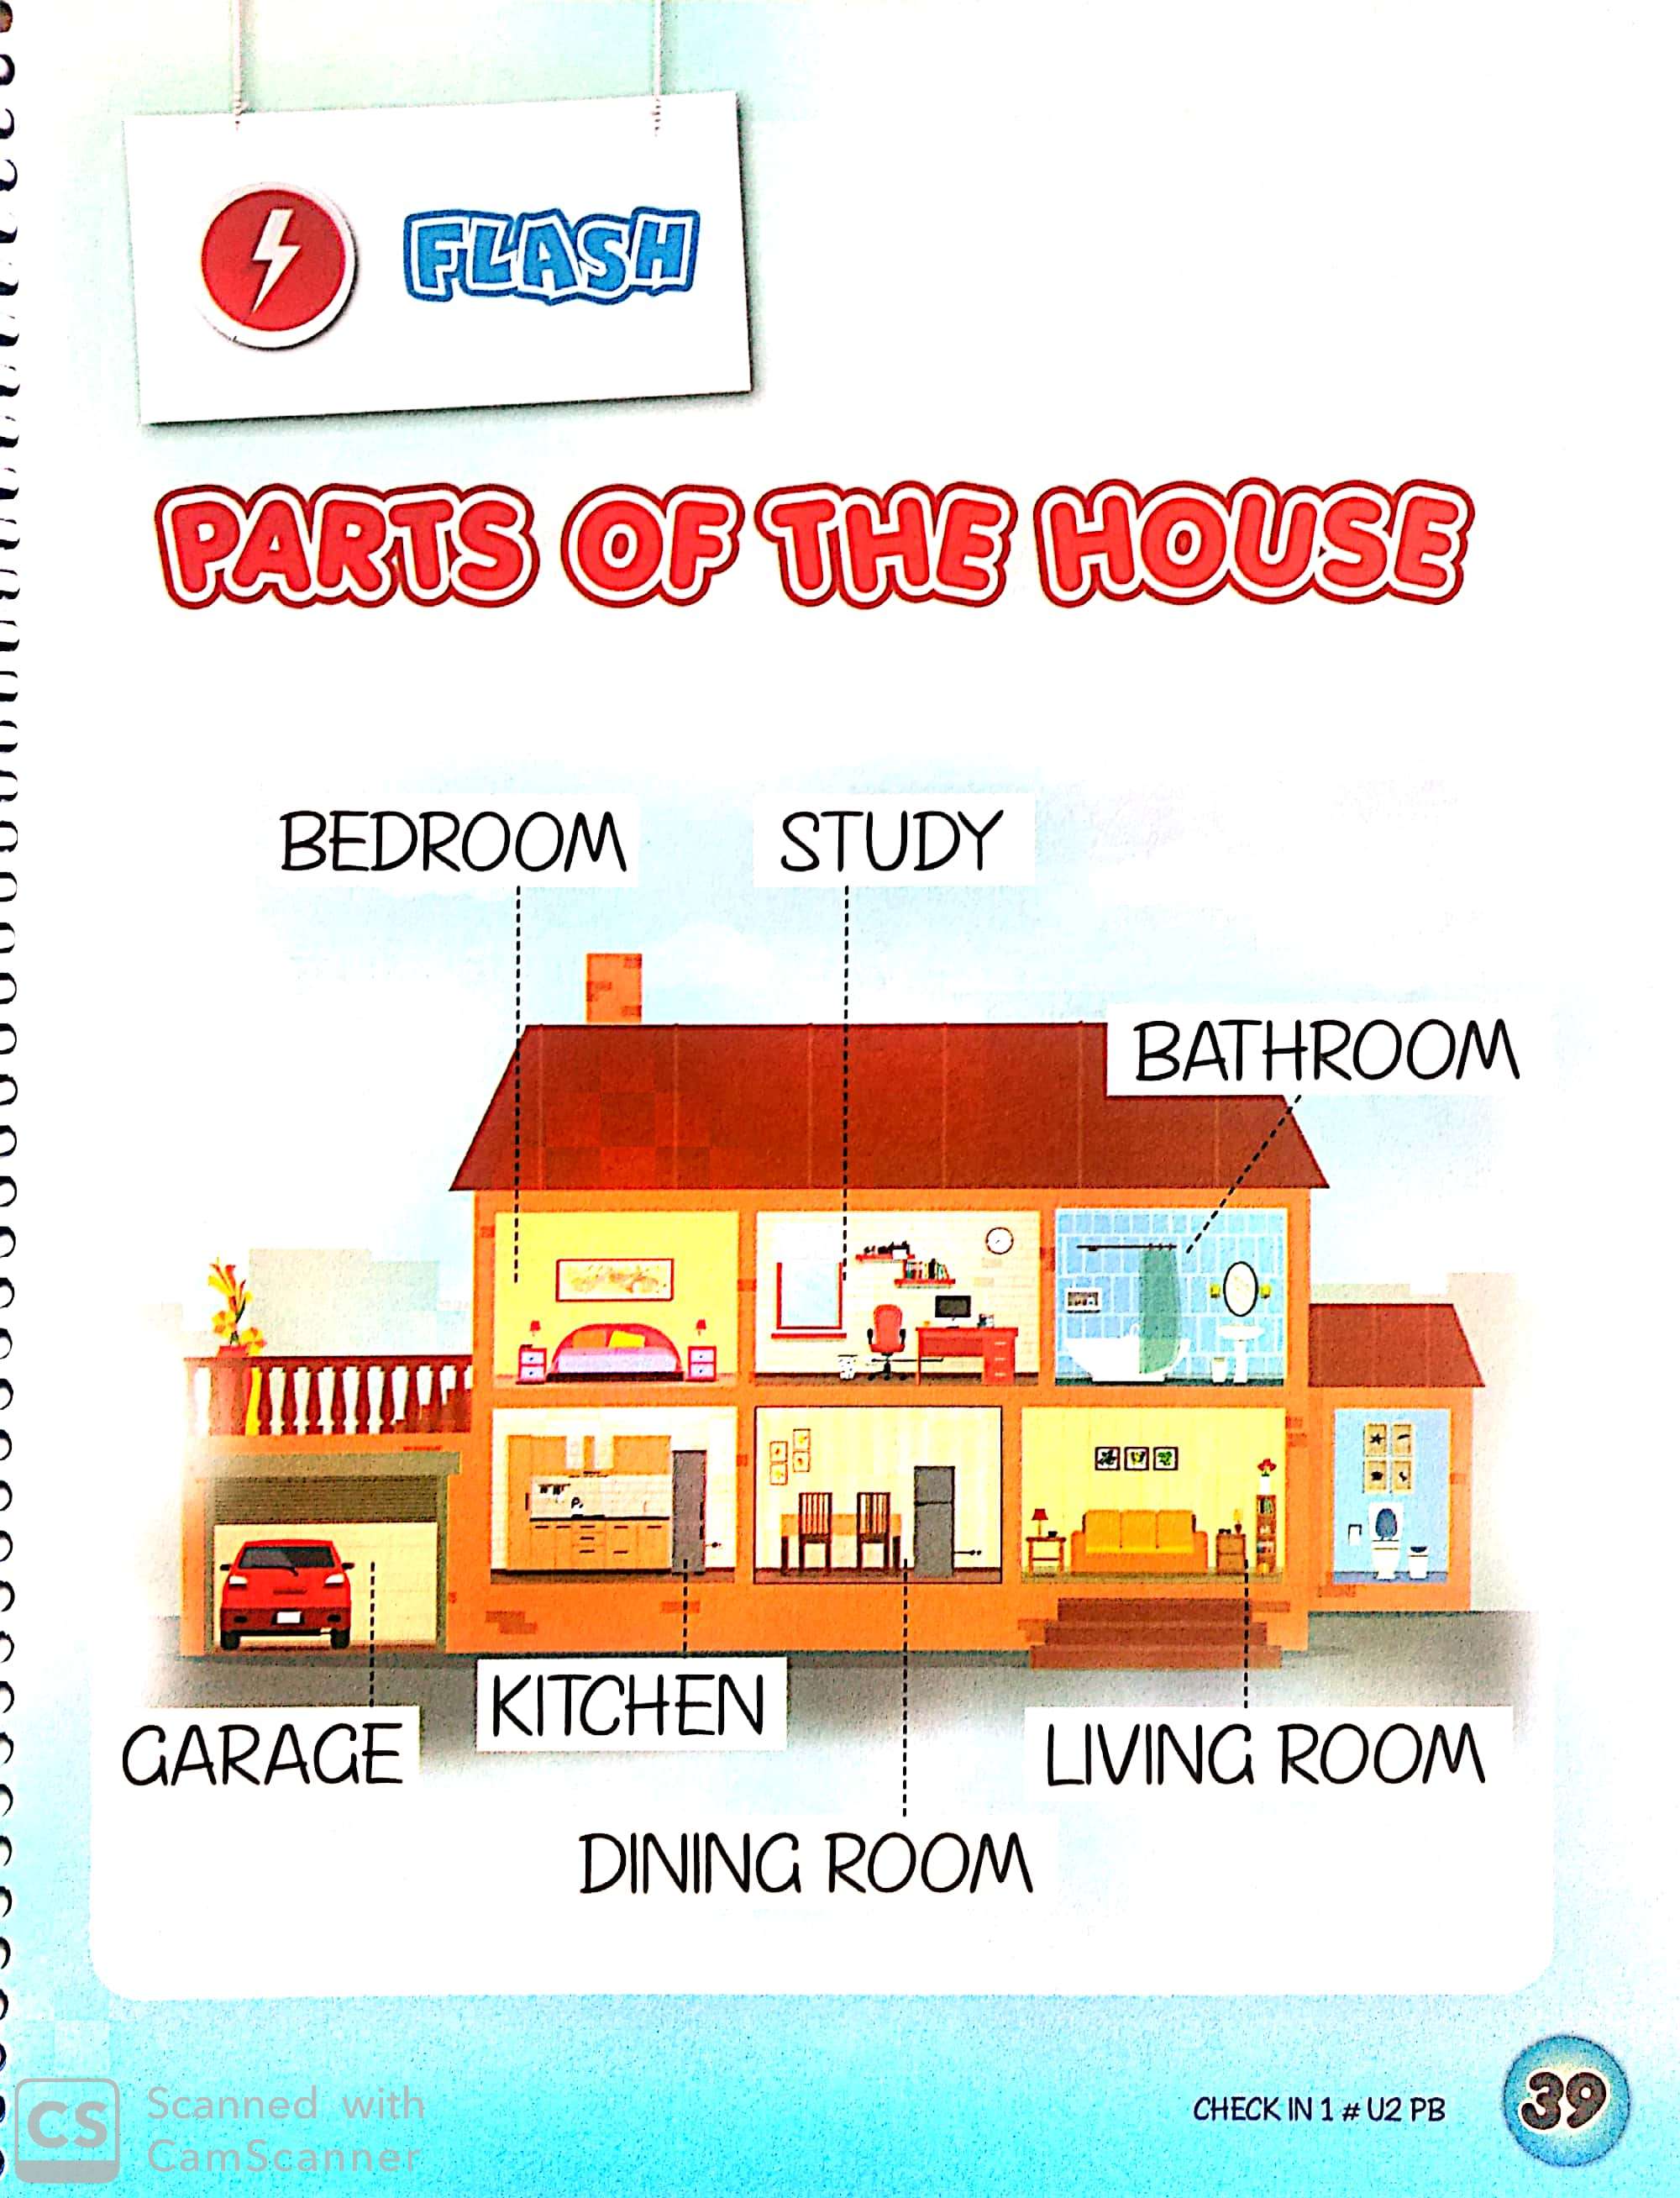 FLASH
PARTS OF THE HOUSE
BEDROOM
STUDY
BATHROOM
KITCHEN
GARAGE
LIVING ROOM
DINING ROOM
CHECK IN 1 # U2 PB
39
CS
Scanned with
CamScanner